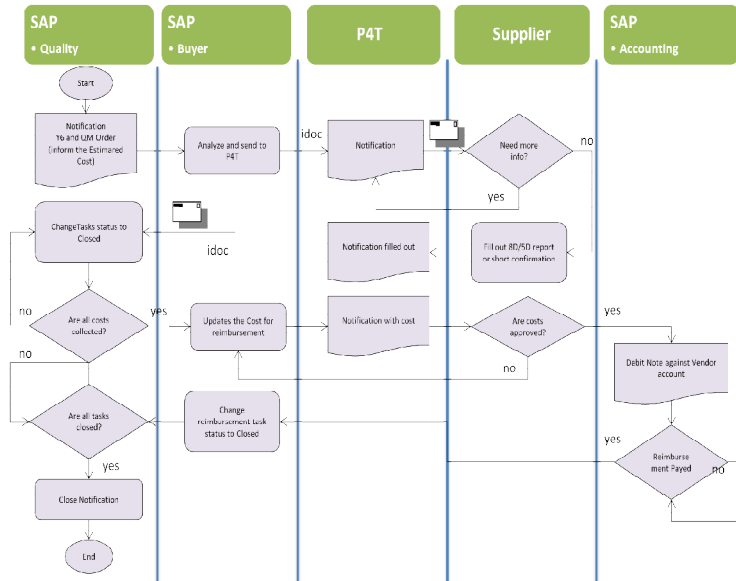 SAP
• Quality
SAP
• Buyer
P4T
Supplier
SAP
• Accounting
Start
Notification
Y6 and QM Order
(inform the Estimared
Cost)
Analyze and send to
P4T
idoc
Notification
Need more
info?
no
yes
ChangeTasks status to
Closed
idoc
Notification filled out
Fill out 8D/5D report
or short confirmation
no
Are all costs
collected?
yes
Updates the Cost for
reimbursement
Notification with cost
Are costs
approved?
yes
no
Debit Note against Vendor
account
no
Are all tasks
closed?
Change
reimbursement task
status to Closed
yes
Reimburse
ment Payed
no
yes
Close Notification
End